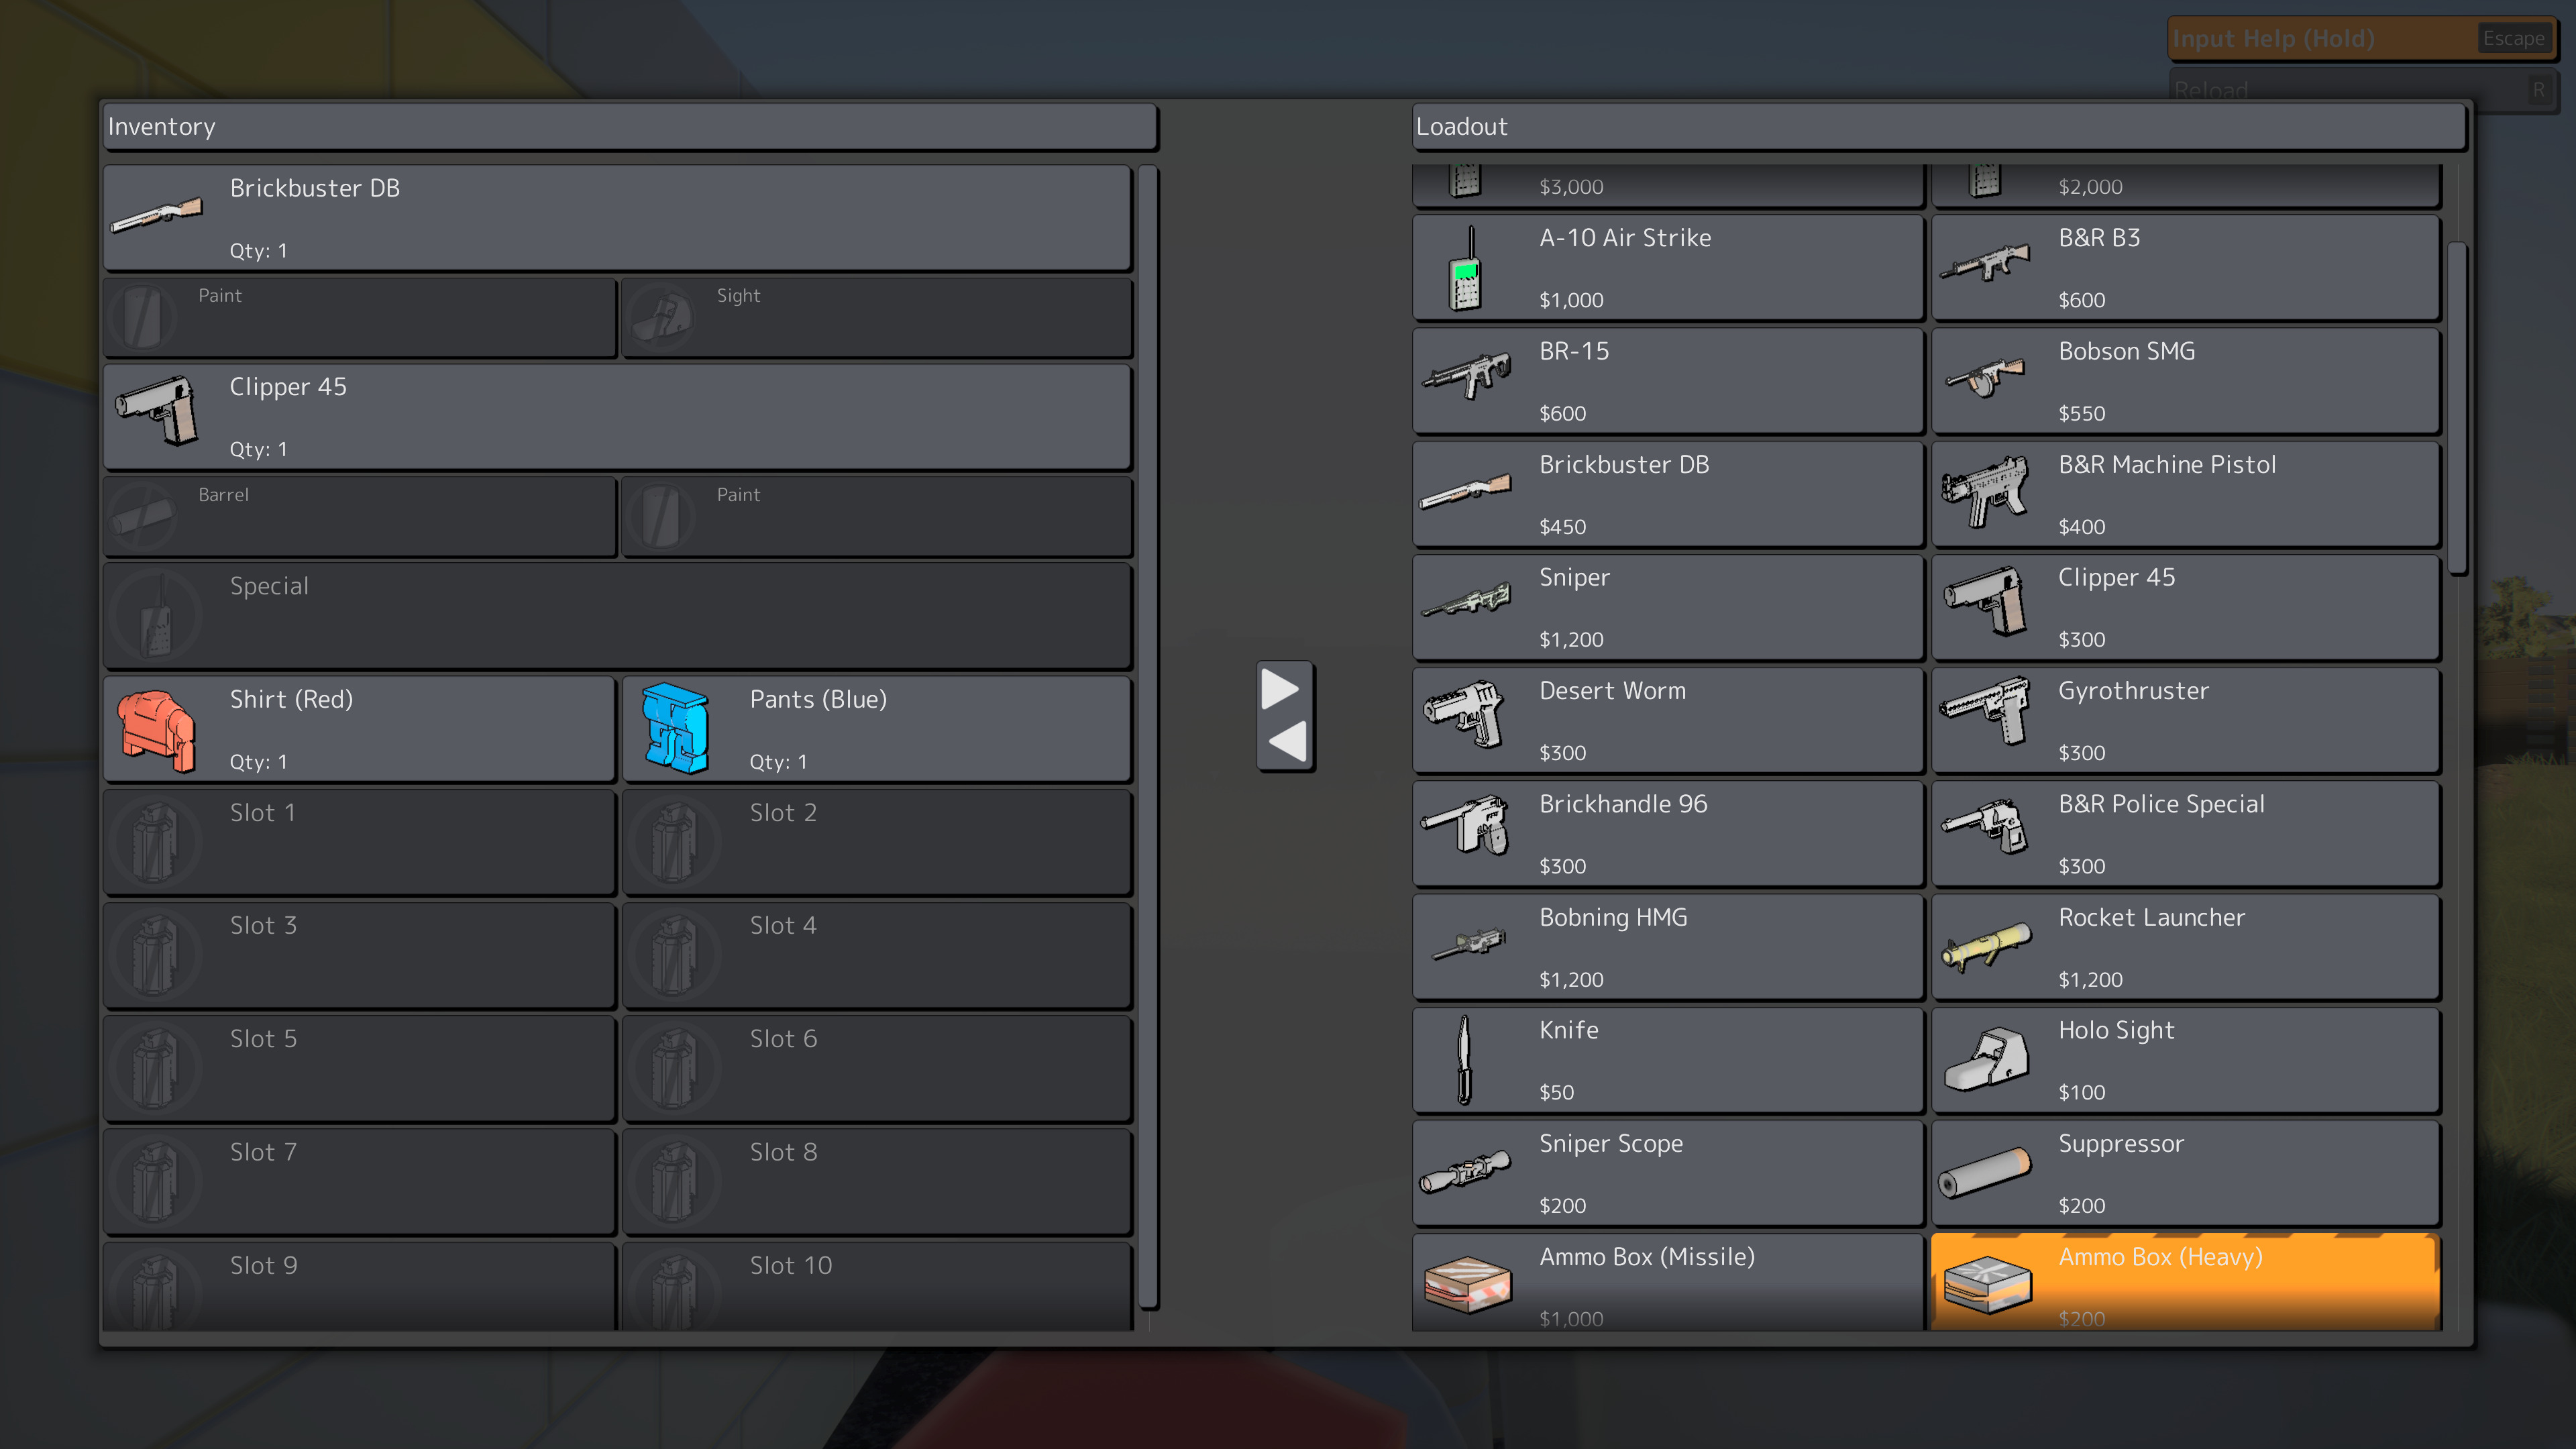 Input Help (Hold)
Escape
Reload
R
Inventory
Brickbuster DB
Qty: 1
Paint
Sight
Clipper 45
Qty: 1
Barrel
Paint
Special
Shirt (Red)
Qty: 1
Pants (Blue)
Qty: 1
Slot 1
Slot 2
Slot 3
Slot 4
Slot 5
Slot 6
Slot 7
Slot 8
Slot 9
Slot 10
Loadout
$3,000
$2,000
A-10 Air Strike
$1,000
B&R B3
$600
BR-15
$600
Bobson SMG
$550
Brickbuster DB
$450
B&R Machine Pistol
$400
Sniper
$1,200
Clipper 45
$300
Desert Worm
$300
Gyrothruster
$300
Brickhandle 96
$300
B&R Police Special
$300
Bobning HMG
$1,200
Rocket Launcher
$1,200
Knife
$50
Holo Sight
$100
Sniper Scope
$200
Suppressor
$200
Ammo Box (Missile)
$1,000
Ammo Box (Heavy)
$200